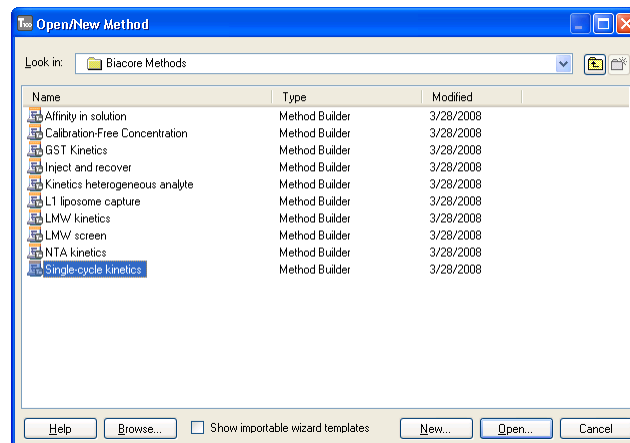 T100 Open/New Method
Look in: Biacore Methods
Name Type Modified
Affinity in solution Method Builder 3/28/2008
Calibration-Free Concentration Method Builder 3/28/2008
GST Kinetics Method Builder 3/28/2008
Inject and recover Method Builder 3/28/2008
Kinetics heterogeneous analyte Method Builder 3/28/2008
L1 liposome capture Method Builder 3/28/2008
LMW kinetics Method Builder 3/28/2008
LMW screen Method Builder 3/28/2008
NTA kinetics Method Builder 3/28/2008
Single-cycle kinetics Method Builder 3/28/2008
Help Browse... Show importable wizard templates New... Open... Cancel